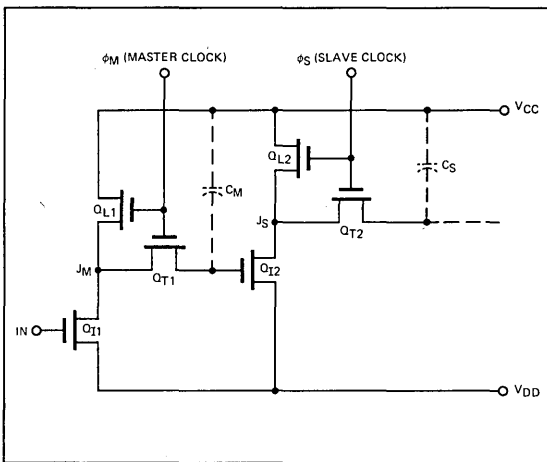 φM (MASTER CLOCK)
φS (SLAVE CLOCK)
VCC
QL1
CM
QL2
CS
JS
QT2
JM
QT1
QI2
IN
QI1
VDD